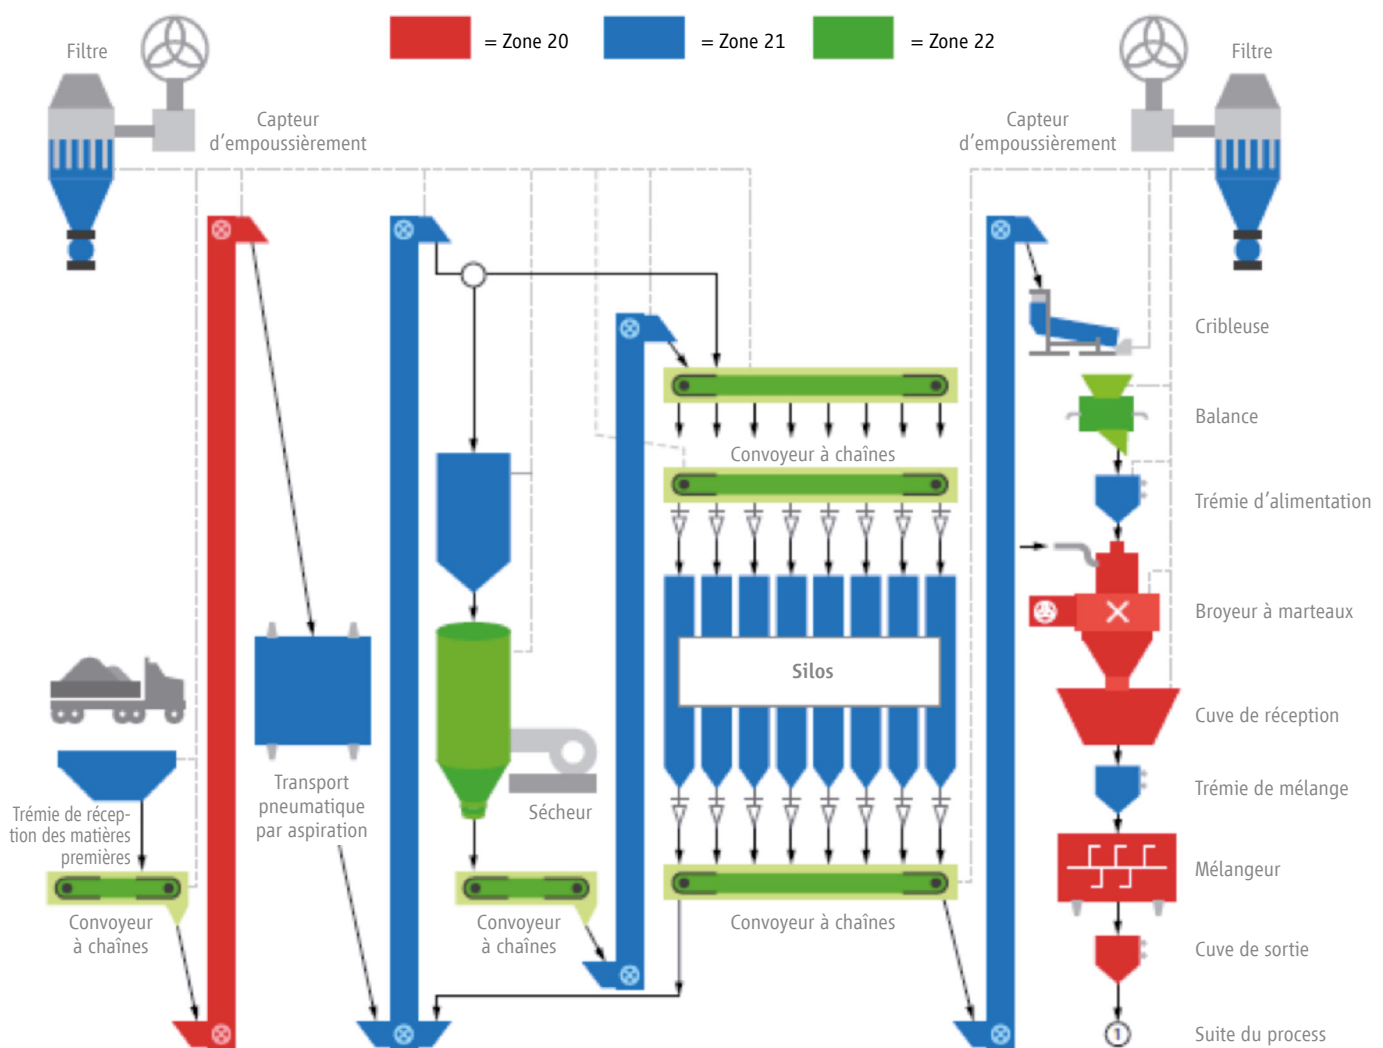 = Zone 20
= Zone 21
= Zone 22
Filtre
Filtre
Capteur
d'empoussièrement
Capteur
d'empoussièrement
Cribleuse
Balance
Convoyeur à chaînes
Trémie d'alimentation
Broyeur à marteaux
Silos
Cuve de réception
Trémie de mélange
Transport
pneumatique
par aspiration
Sécheur
Trémie de récep-
tion des matières
premières
Mélangeur
Convoyeur
à chaînes
Convoyeur
à chaînes
Convoyeur à chaînes
Cuve de sortie
1
Suite du process